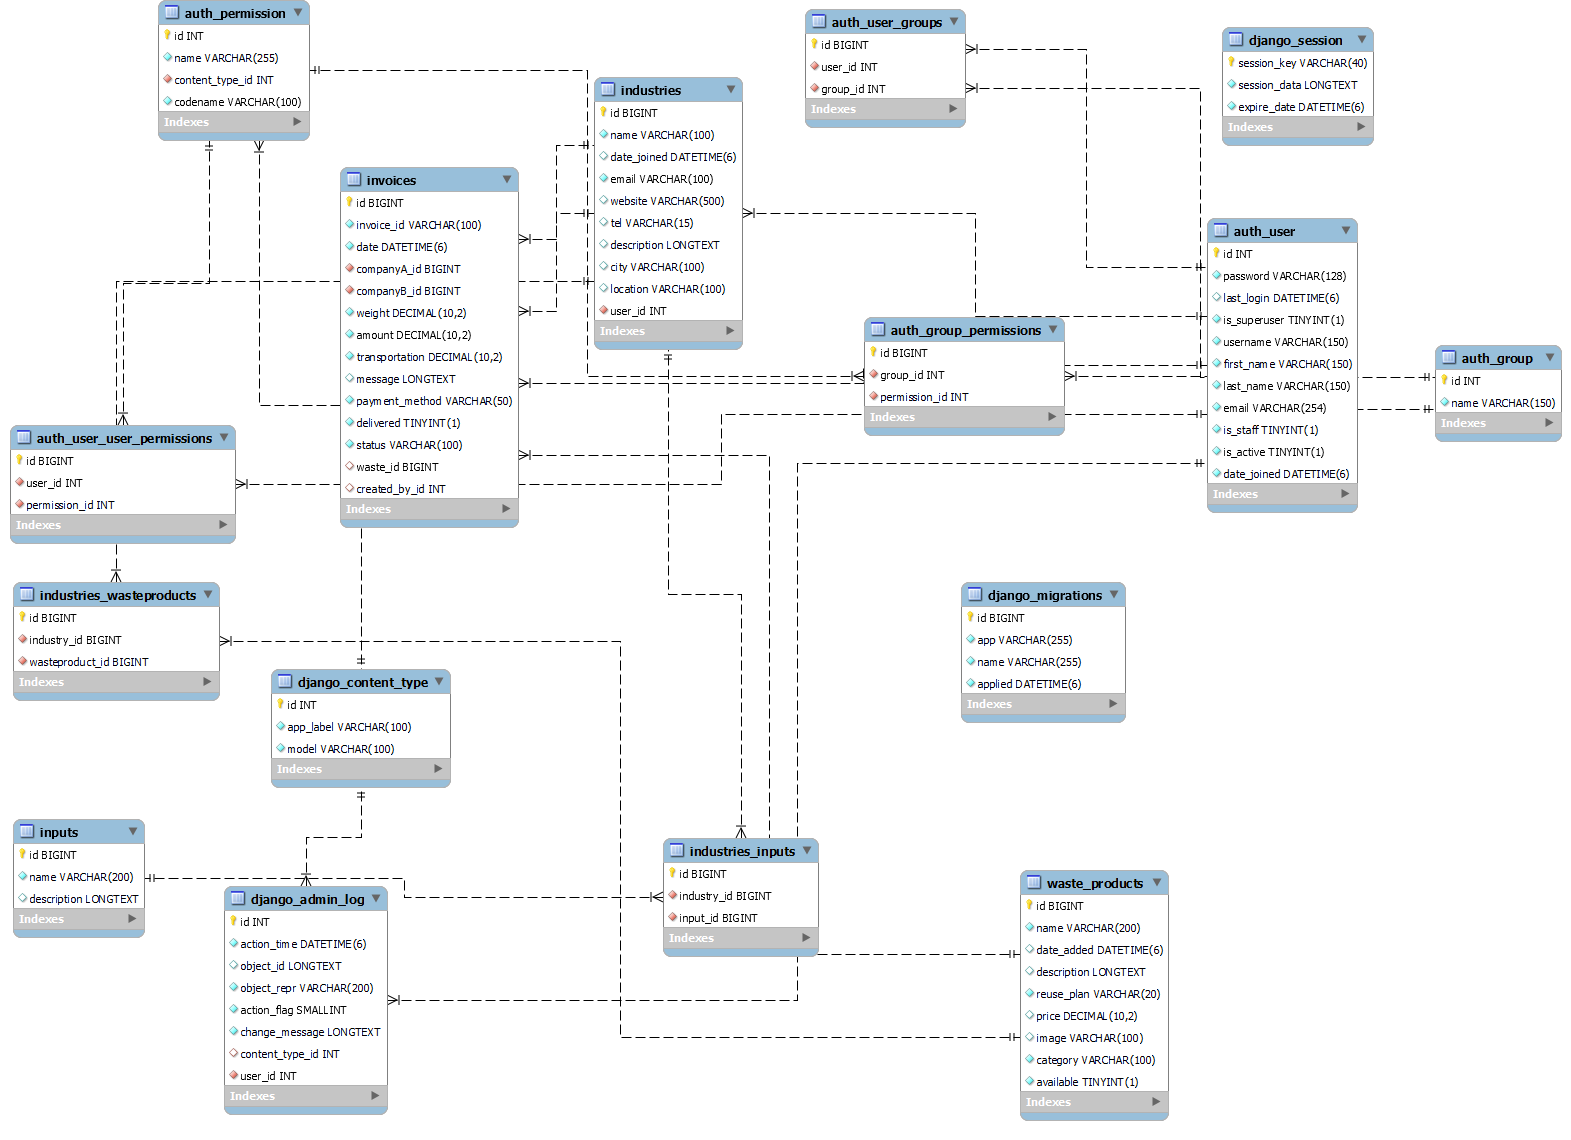 auth_permission
id INT
name VARCHAR(255)
content_type_id INT
codename VARCHAR(100)
Indexes
auth_user_groups
id BIGINT
user_id INT
group_id INT
Indexes
django_session
session_key VARCHAR(40)
session_data LONGTEXT
expire_date DATETIME(6)
Indexes
industries
id BIGINT
name VARCHAR(100)
date_joined DATETIME(6)
email VARCHAR(100)
website VARCHAR(500)
tel VARCHAR(15)
description LONGTEXT
city VARCHAR(100)
location VARCHAR(100)
user_id INT
Indexes
invoices
id BIGINT
invoice_id VARCHAR(100)
date DATETIME(6)
companyA_id BIGINT
companyB_id BIGINT
weight DECIMAL(10,2)
amount DECIMAL(10,2)
transportation DECIMAL(10,2)
message LONGTEXT
payment_method VARCHAR(50)
delivered TINYINT(1)
status VARCHAR(100)
waste_id BIGINT
created_by_id INT
Indexes
auth_user
id INT
password VARCHAR(128)
last_login DATETIME(6)
is_superuser TINYINT(1)
username VARCHAR(150)
first_name VARCHAR(150)
last_name VARCHAR(150)
email VARCHAR(254)
is_staff TINYINT(1)
is_active TINYINT(1)
date_joined DATETIME(6)
Indexes
auth_group_permissions
id BIGINT
group_id INT
permission_id INT
Indexes
auth_group
id INT
name VARCHAR(150)
Indexes
auth_user_user_permissions
id BIGINT
user_id INT
permission_id INT
Indexes
industries_wasteproducts
id BIGINT
industry_id BIGINT
wasteproduct_id BIGINT
Indexes
django_migrations
id BIGINT
app VARCHAR(255)
name VARCHAR(255)
applied DATETIME(6)
Indexes
django_content_type
id INT
app_label VARCHAR(100)
model VARCHAR(100)
Indexes
inputs
id BIGINT
name VARCHAR(200)
description LONGTEXT
Indexes
industries_inputs
id BIGINT
industry_id BIGINT
input_id BIGINT
Indexes
django_admin_log
id INT
action_time DATETIME(6)
object_id LONGTEXT
object_repr VARCHAR(200)
action_flag SMALLINT
change_message LONGTEXT
content_type_id INT
user_id INT
Indexes
waste_products
id BIGINT
name VARCHAR(200)
date_added DATETIME(6)
description LONGTEXT
reuse_plan VARCHAR(20)
price DECIMAL(10,2)
image VARCHAR(100)
category VARCHAR(100)
available TINYINT(1)
Indexes